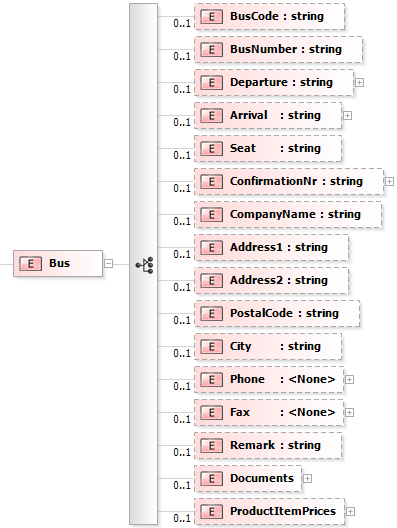 E BusCode : string
0..1
E BusNumber : string
0..1
E Departure : string
0..1
E Arrival : string
0..1
E Seat : string
0..1
E ConfirmationNr : string
0..1
E CompanyName : string
0..1
E Address1 : string
0..1
E Bus
E Address2 : string
0..1
E PostalCode : string
0..1
E City : string
0..1
E Phone : <None>
0..1
E Fax : <None>
0..1
E Remark : string
0..1
E Documents
0..1
E ProductItemPrices
0..1